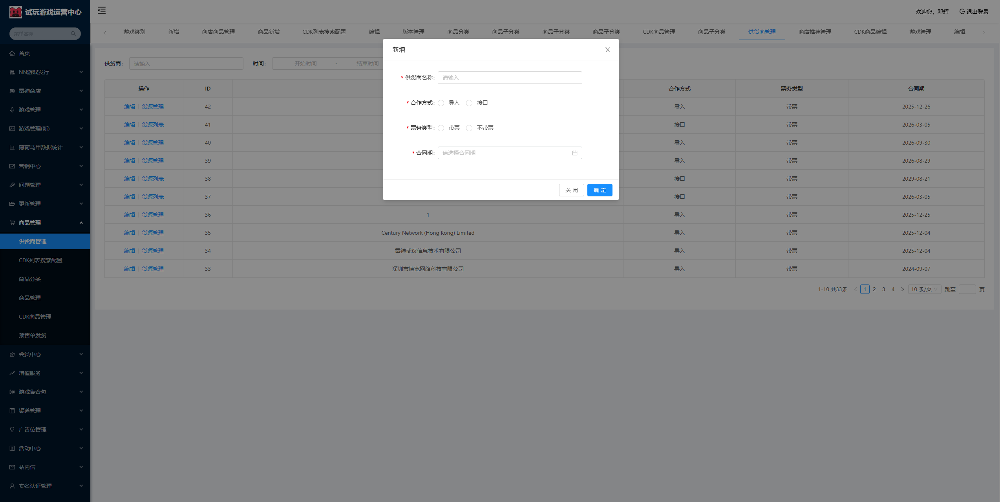 试玩游戏运营中心
欢迎您，邓辉 退出登录
菜单名称
游戏类别 新增 商店商品管理 商品新增 CDK列表搜索配置 编辑 版本管理 商品分类 商品子分类 商品子分类 商品子分类 CDK商品管理 商品子分类 供货商管理 商店推荐管理 CDK商品编辑 游戏管理 编辑
首页
NN游戏发行
雷神商店
游戏管理
游戏管理(新)
薄荷马甲数据统计
营销中心
问题管理
更新管理
商品管理
供货商管理
CDK列表搜索配置
商品分类
商品管理
CDK商品管理
预售单发货
会员中心
增值服务
游戏集合包
渠道管理
广告位管理
活动中心
站内信
实名认证管理
供货商： 请输入 时间： 开始时间 ~ 结束时间
操作 ID 合作方式 票务类型 合同期
编辑 货源管理 42 导入 带票 2025-12-26
编辑 货源列表 41 接口 带票 2026-03-05
编辑 货源管理 40 导入 带票 2026-09-30
编辑 货源管理 39 导入 带票 2026-08-29
编辑 货源列表 38 接口 带票 2029-08-21
编辑 货源列表 37 接口 带票 2026-03-05
编辑 货源管理 36 1 导入 带票 2025-12-25
编辑 货源管理 35 Century Network (Hong Kong) Limited 导入 带票 2025-12-04
编辑 货源管理 34 雷神武汉信息技术有限公司 导入 带票 2025-12-04
编辑 货源管理 33 深圳市博宽网络科技有限公司 导入 带票 2024-09-07
1-10 共33条 1 2 3 4 10 条/页 跳至 页
新增
* 供货商名称： 请输入
* 合作方式： 导入 接口
* 票务类型： 带票 不带票
* 合同期： 请选择合同期
关 闭 确 定